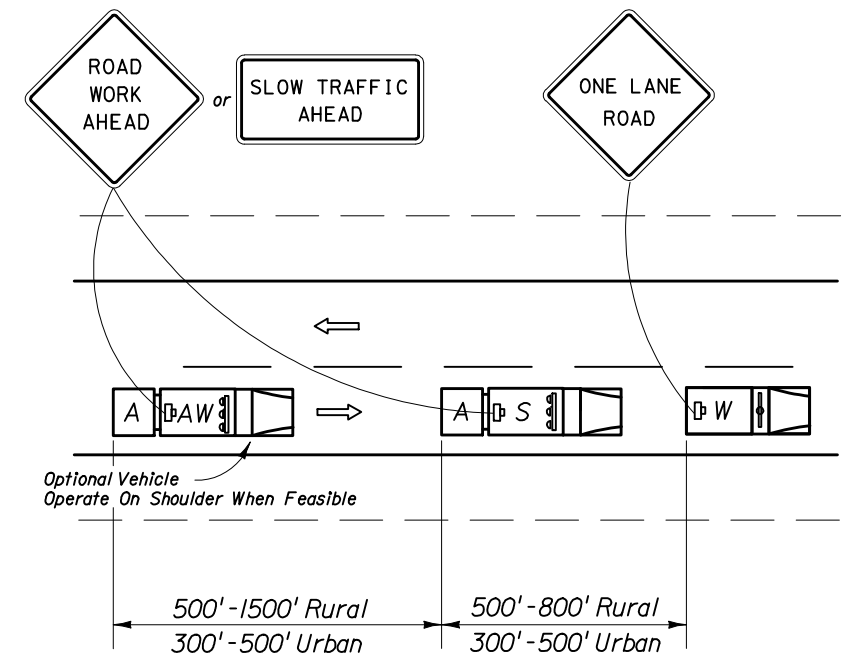 ROAD
WORK
AHEAD
or
SLOW TRAFFIC
AHEAD
ONE LANE
ROAD
A
AW
A
S
W
Optional Vehicle
Operate On Shoulder When Feasible
500'-1500' Rural
300'-500' Urban
500'-800' Rural
300'-500' Urban